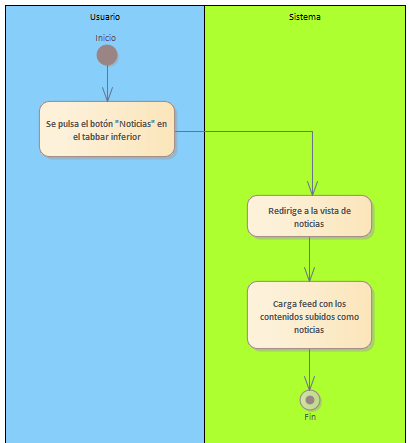 Usuario
Sistema
Inicio
Se pulsa el botón "Noticias" en
el tabbar inferior
Redirige a la vista de
noticias
Carga feed con los
contenidos subidos como
noticias
Fin